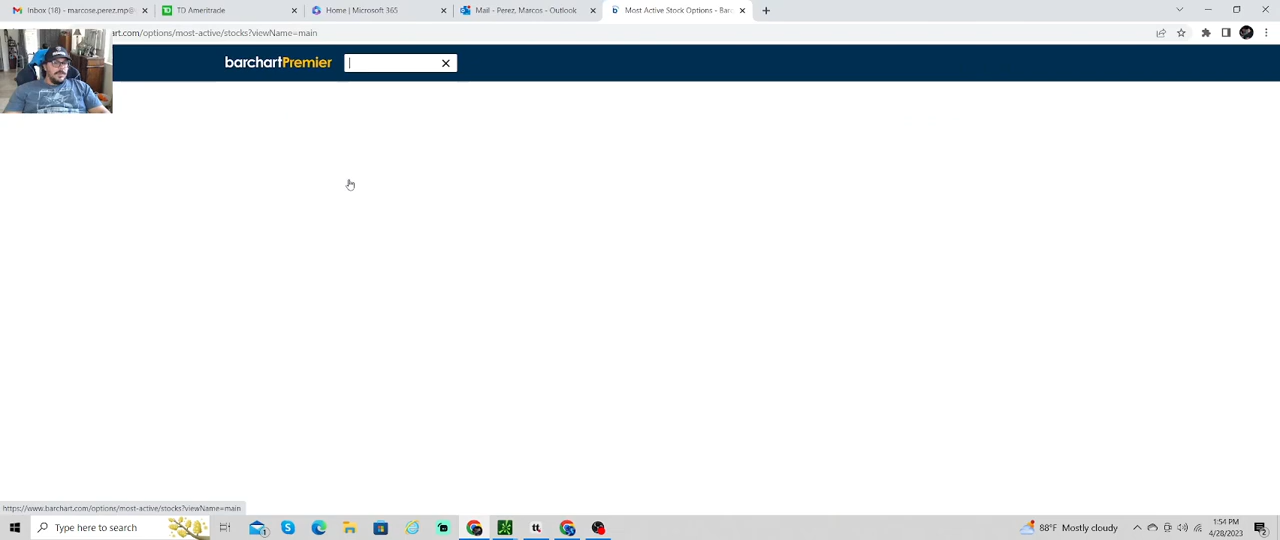 Inbox (18) - marcose.perez.mp@
TD Ameritrade
Home | Microsoft 365
Mail - Perez, Marcos - Outlook
Most Active Stock Options - Barc
art.com/options/most-active/stocks?viewName=main
barchartPremier
https://www.barchart.com/options/most-active/stocks?viewName=main
Type here to search
88°F Mostly cloudy
1:54 PM
4/28/2023